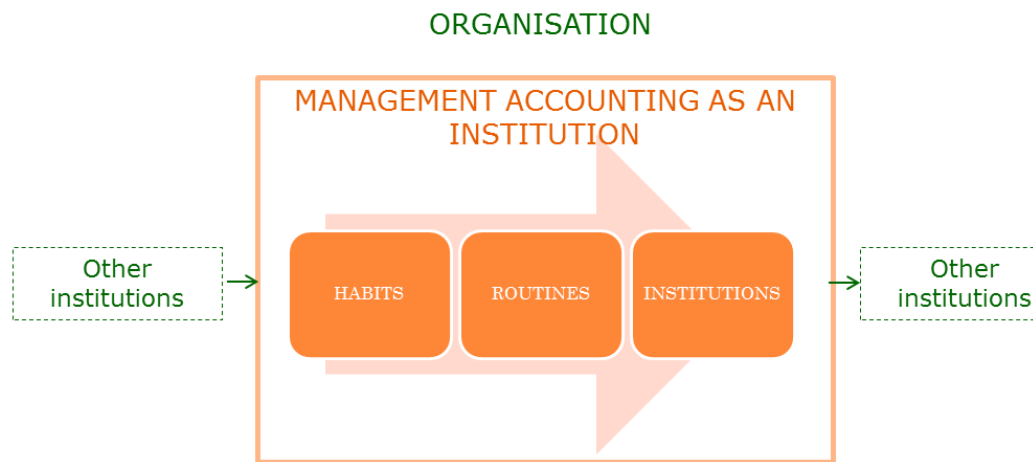 ORGANISATION
MANAGEMENT ACCOUNTING AS AN
INSTITUTION
Other
institutions
HABITS
ROUTINES
INSTITUTIONS
Other
institutions